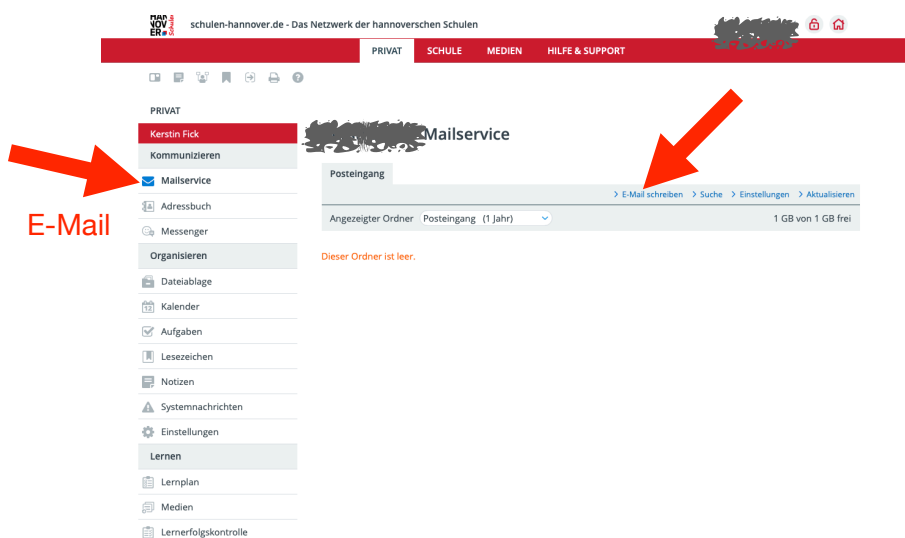 HAN
NOV
ER
Schule
schulen-hannover.de - Das Netzwerk der hannoverschen Schulen
PRIVAT SCHULE MEDIEN HILFE & SUPPORT
PRIVAT
Kerstin Fick
Mailservice
Kommunizieren
Posteingang
Mailservice
> E-Mail schreiben > Suche > Einstellungen > Aktualisieren
Adressbuch
Angezeigter Ordner Posteingang (1 Jahr) 1 GB von 1 GB frei
E-Mail
Messenger
Organisieren
Dieser Ordner ist leer.
Dateiablage
12 Kalender
Aufgaben
Lesezeichen
Notizen
Systemnachrichten
Einstellungen
Lernen
Lernplan
Medien
Lernerfolgskontrolle